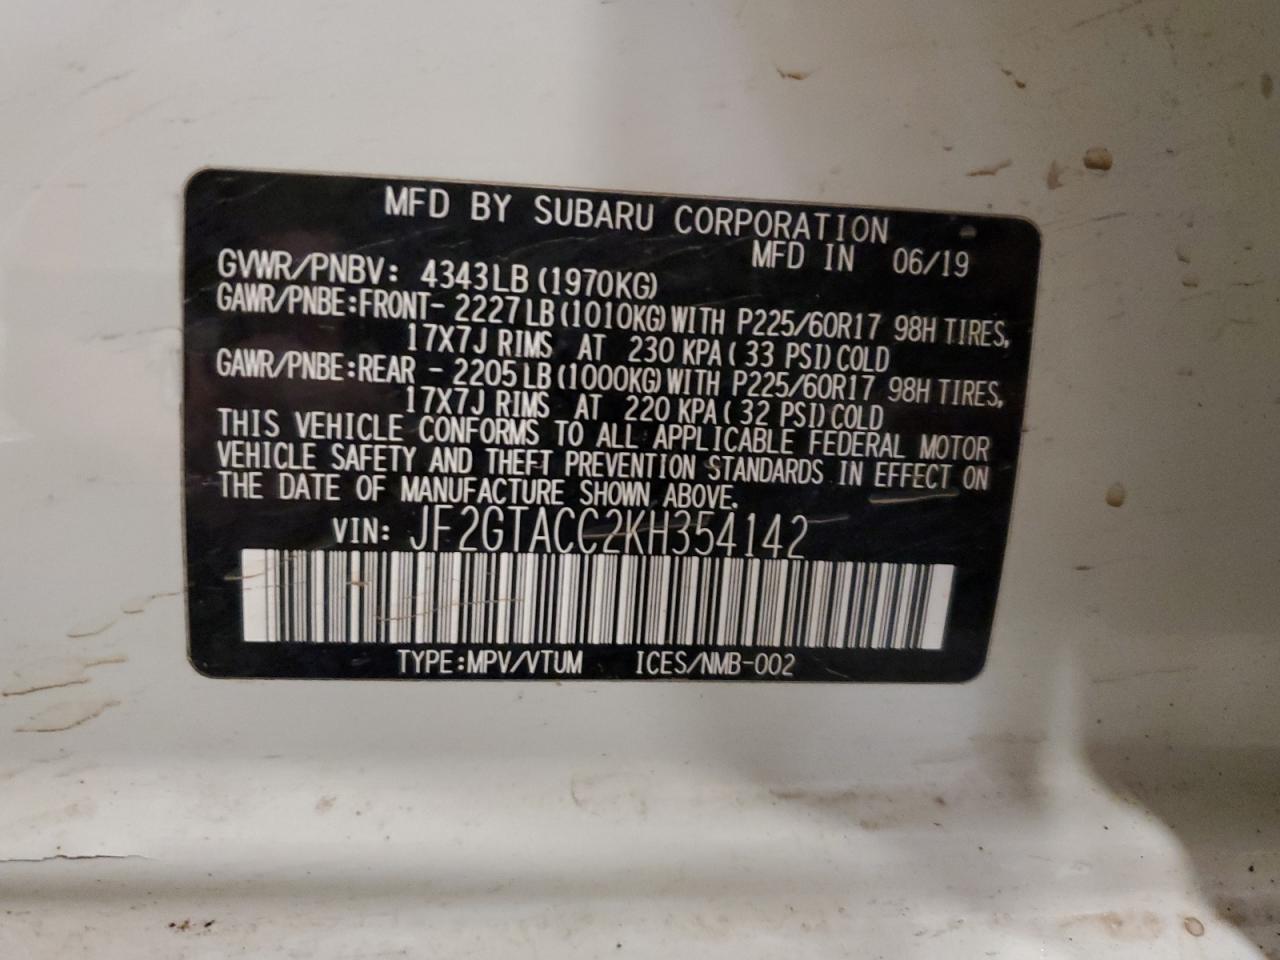 MFD BY SUBARU CORPORATION
MFD IN 06/19
GVWR/PNBV: 4343LB (1970KG)
GAWR/PNBE:FRONT- 2227LB (1010KG) WITH P225/60R17 98H TIRES,
17X7J RIMS AT 230 KPA ( 33 PSI) COLD
GAWR/PNBE:REAR - 2205LB (1000KG) WITH P225/60R17 98H TIRES,
17X7J RIMS AT 220 KPA ( 32 PSI) COLD
THIS VEHICLE CONFORMS TO ALL APPLICABLE FEDERAL MOTOR
VEHICLE SAFETY AND THEFT PREVENTION STANDARDS IN EFFECT ON
THE DATE OF MANUFACTURE SHOWN ABOVE.
VIN: JF2GTACC2KH354142
TYPE:MPV/VTUM ICES/NMB-002